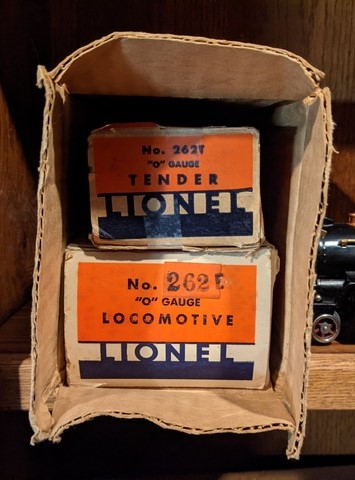 No. 262T
"O" GAUGE
TENDER
LIONEL
No. 262E
"O" GAUGE
LOCOMOTIVE
LIONEL